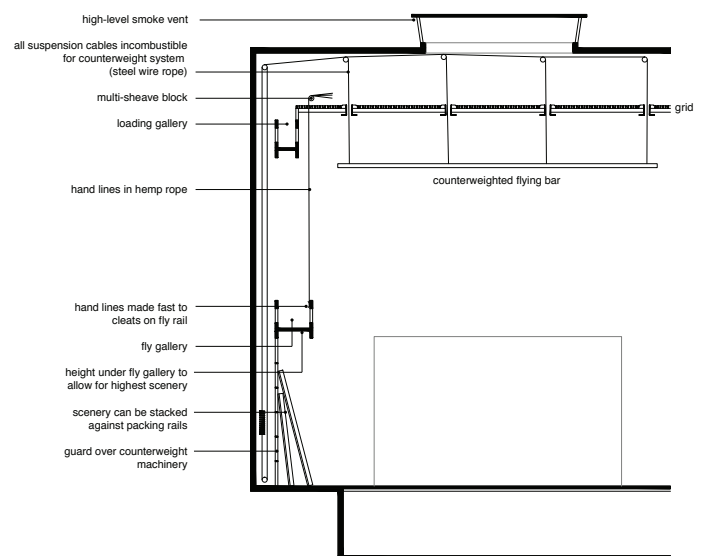 high-level smoke vent
all suspension cables incombustible
for counterweight system
(steel wire rope)
multi-sheave block
loading gallery
grid
hand lines in hemp rope
counterweighted flying bar
hand lines made fast to
cleats on fly rail
fly gallery
height under fly gallery to
allow for highest scenery
scenery can be stacked
against packing rails
guard over counterweight
machinery